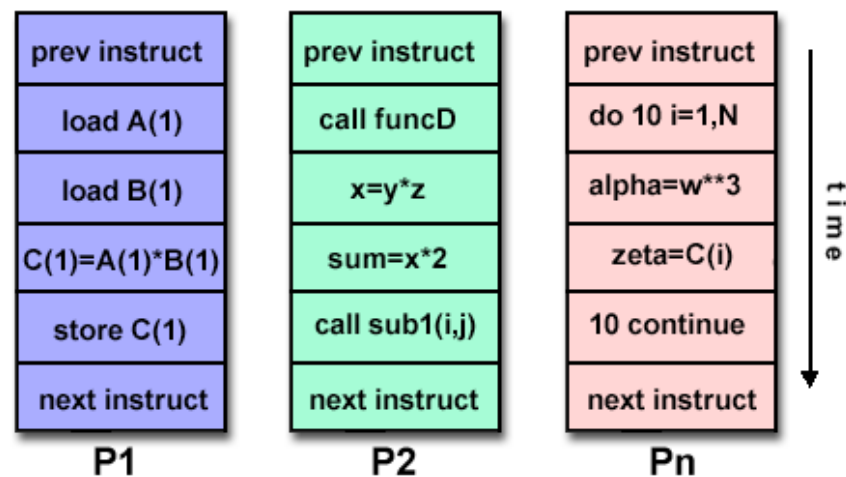 prev instruct
load A(1)
load B(1)
C(1)=A(1)*B(1)
store C(1)
next instruct
P1
prev instruct
call funcD
x=y*z
sum=x*2
call sub1(i,j)
next instruct
P2
prev instruct
do 10 i=1,N
alpha=w**3
zeta=C(i)
10 continue
next instruct
Pn
time